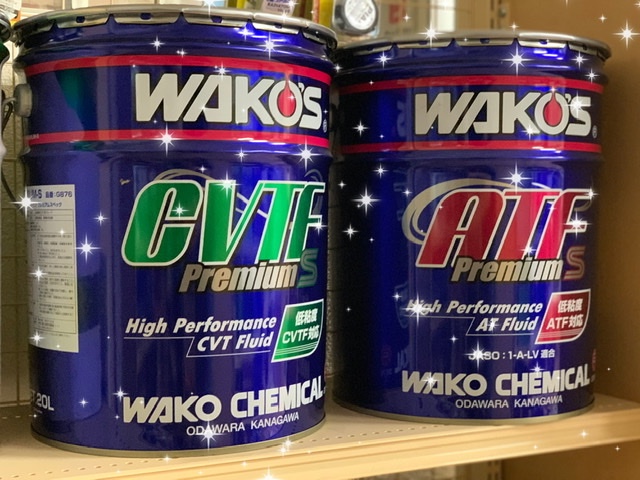 WAKO'S
CVTF
Premium S
High Performance
CVT Fluid
低粘度
CVTF対応
20L
WAKO CHEMICAL
ODAWARA KANAGAWA
WAKO'S
ATF
Premium S
High Performance
AT Fluid
低粘度
ATF対応
JASO : 1-A-LV 適合
WAKO CHEMICAL
ODAWARA KANAGAWA